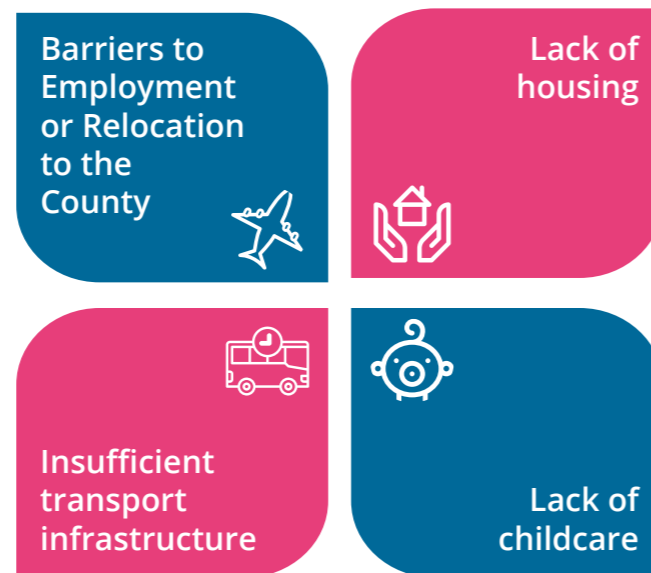 Barriers to
Employment
or Relocation
to the
County
Lack of
housing
Insufficient
transport
infrastructure
Lack of
childcare